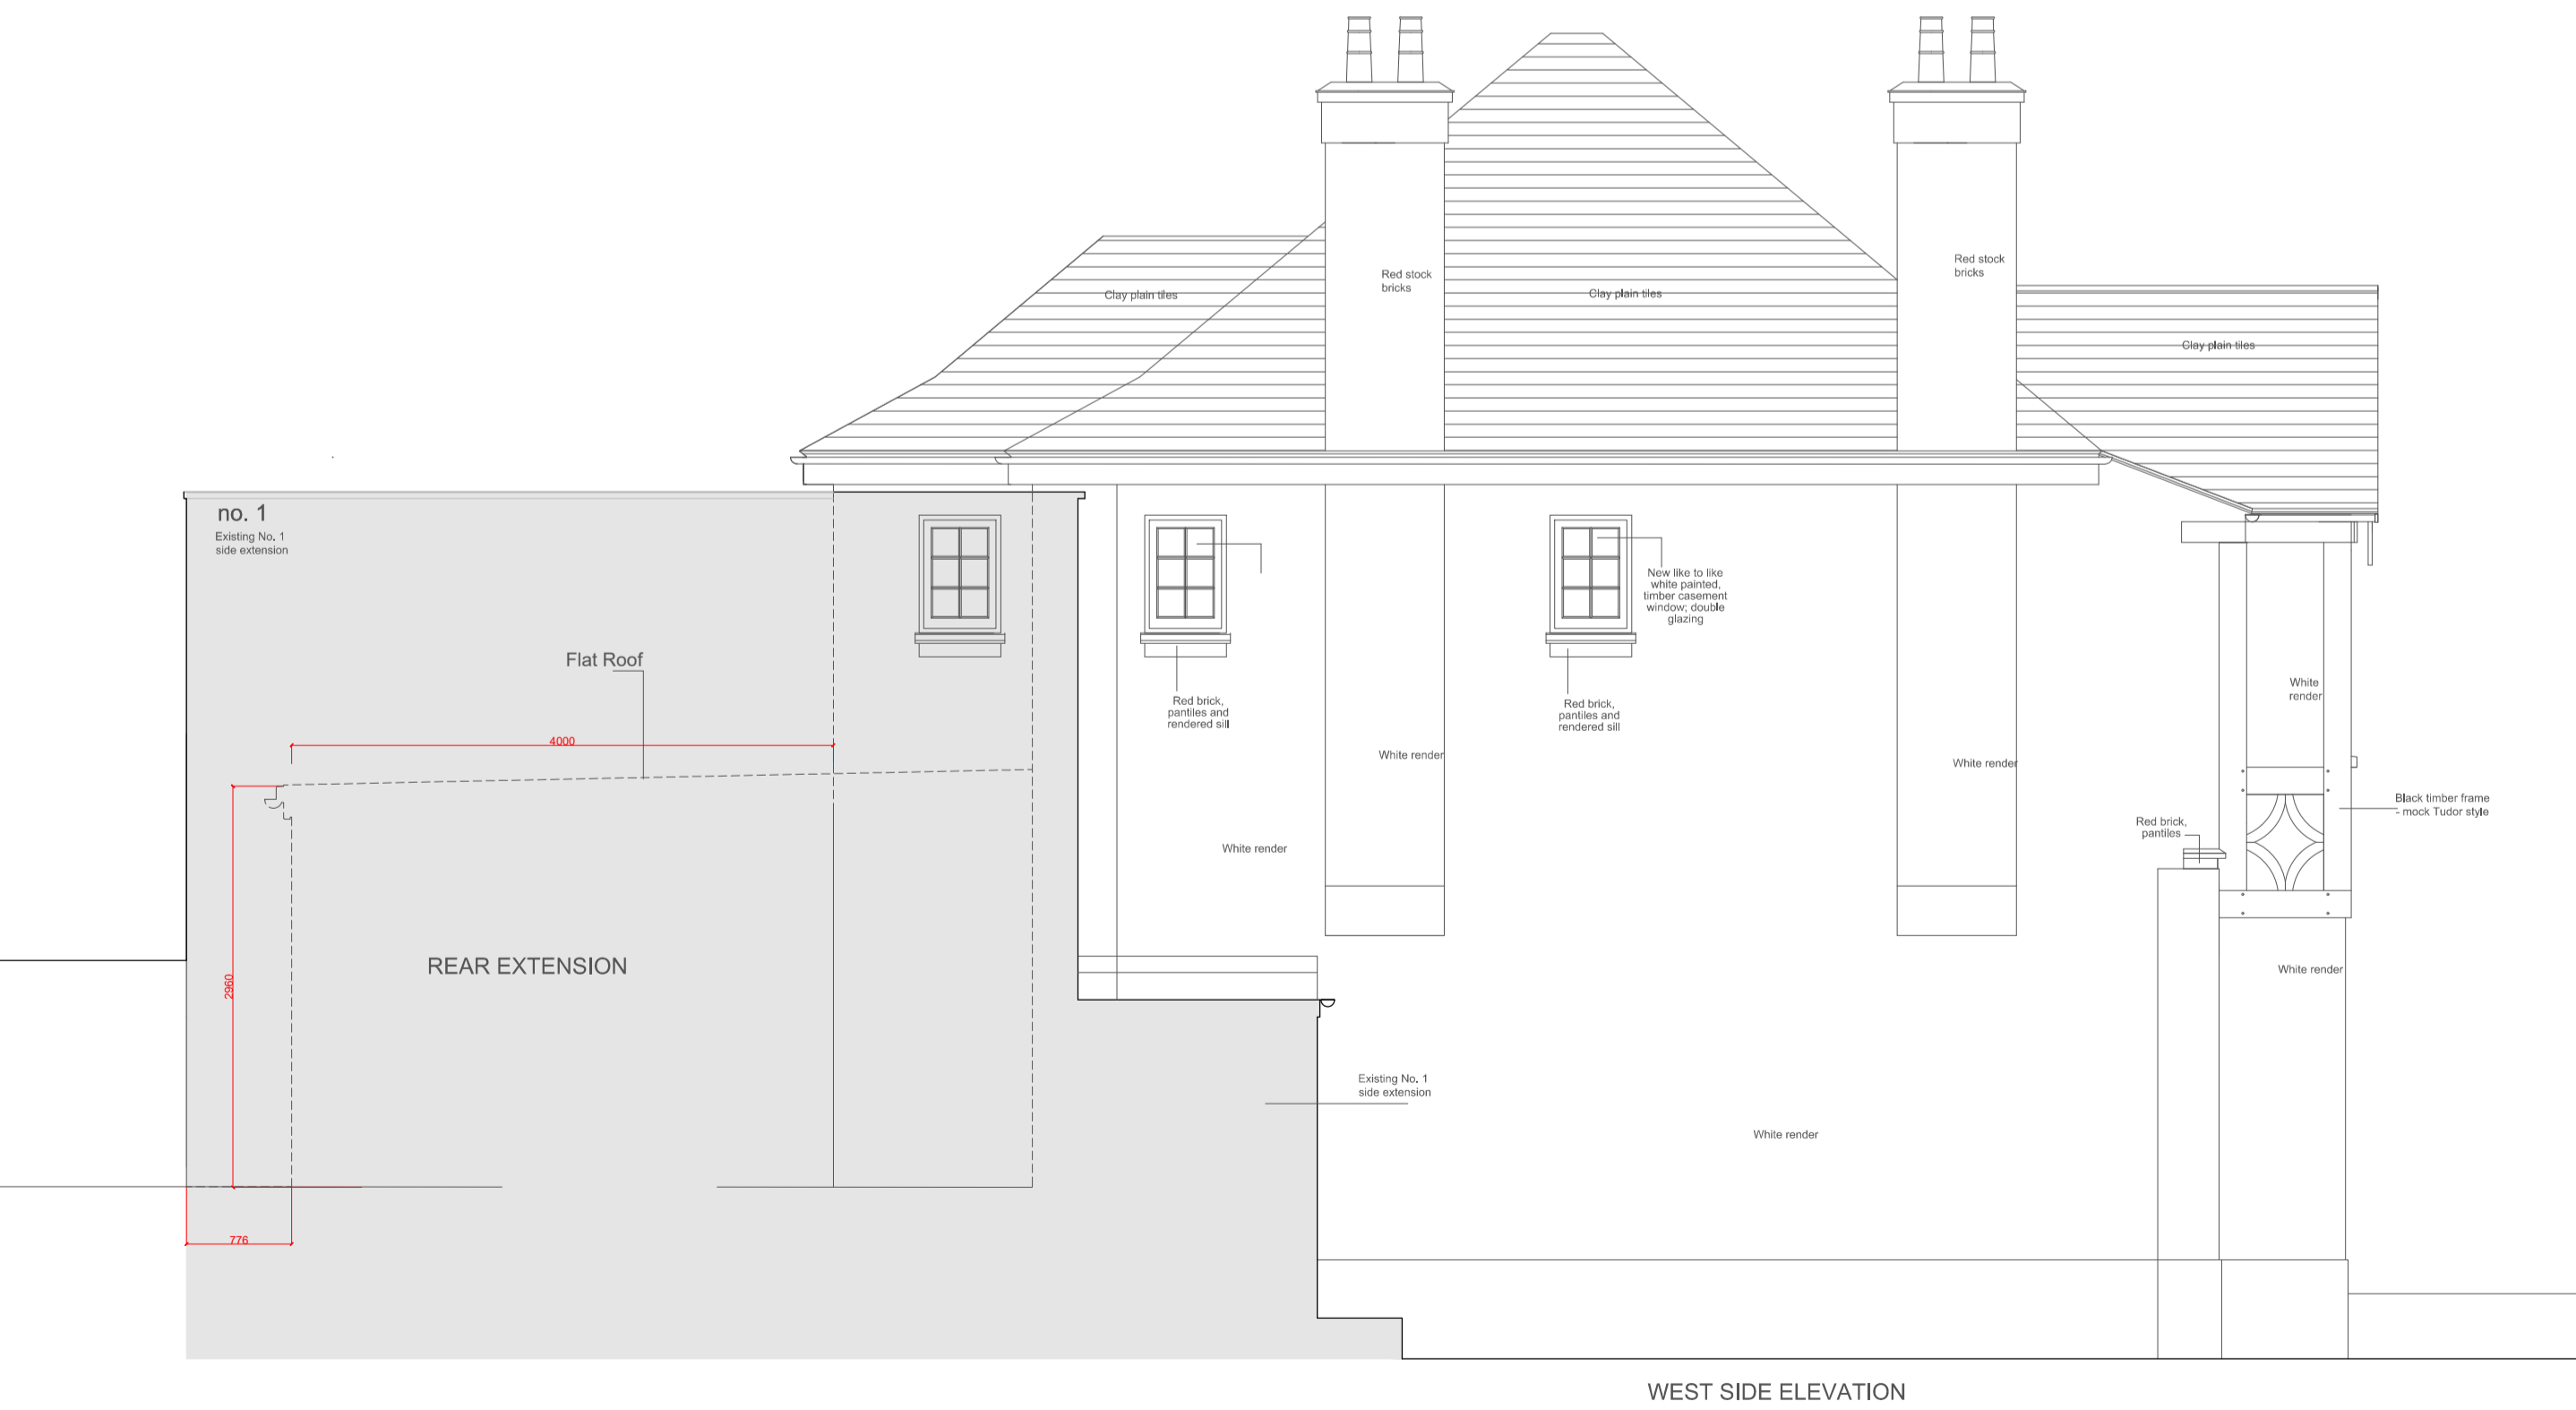 Red stock
bricks
Red stock
bricks
Clay plain tiles
Clay plain tiles
Clay plain tiles
no. 1
Existing No. 1
side extension
New like to like
white painted,
timber casement
window; double
glazing
Flat Roof
Red brick,
pantiles and
rendered sill
Red brick,
pantiles and
rendered sill
White
render
4000
White render
White render
Black timber frame
- mock Tudor style
Red brick,
pantiles
White render
REAR EXTENSION
2960
White render
Existing No. 1
side extension
White render
776
WEST SIDE ELEVATION